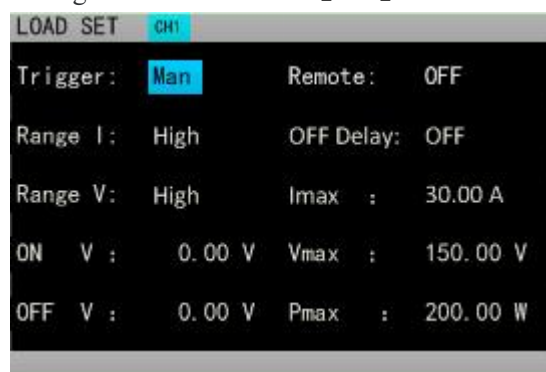 LOAD SET CH1
Trigger: Man Remote: OFF
Range I: High OFF Delay: OFF
Range V: High Imax : 30.00 A
ON V : 0.00 V Vmax : 150.00 V
OFF V : 0.00 V Pmax : 200.00 W